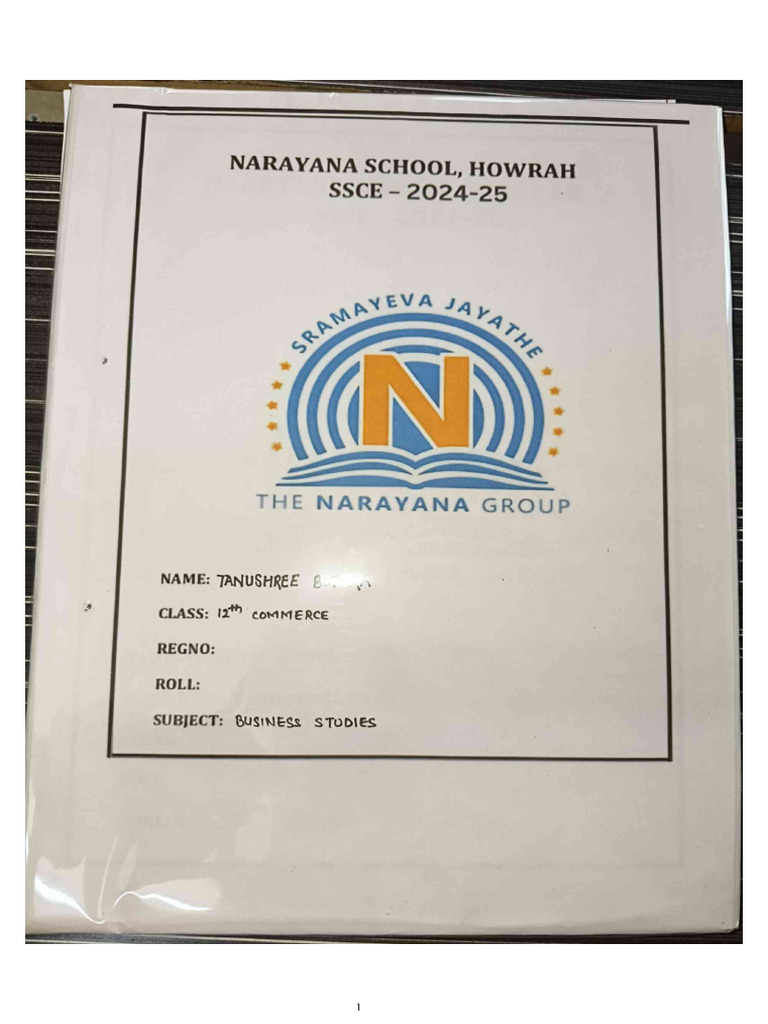 NARAYANA SCHOOL, HOWRAH
SSCE – 2024-25
SRAMAYEVA JAYATHE
N
THE NARAYANA GROUP
NAME: TANUSHREE
CLASS: 12th COMMERCE
REGNO:
ROLL:
SUBJECT: BUSINESS STUDIES
1